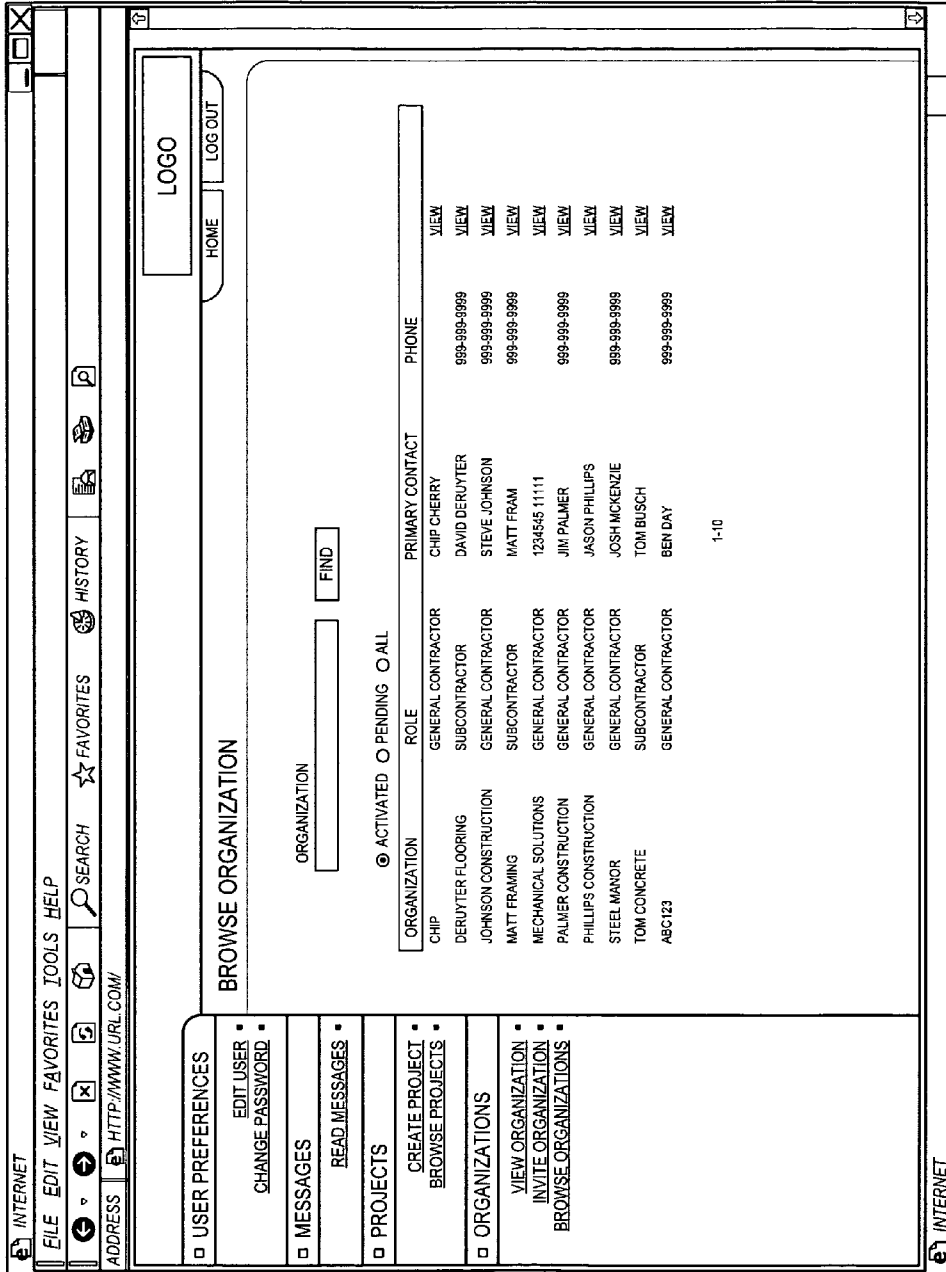 INTERNET
FILE EDIT VIEW FAVORITES TOOLS HELP
SEARCH FAVORITES HISTORY
ADDRESS HTTP://WWW.URL.COM/
LOGO
HOME LOG OUT
USER PREFERENCES
EDIT USER
CHANGE PASSWORD
MESSAGES
READ MESSAGES
PROJECTS
CREATE PROJECT
BROWSE PROJECTS
ORGANIZATIONS
VIEW ORGANIZATION
INVITE ORGANIZATION
BROWSE ORGANIZATIONS
BROWSE ORGANIZATION
ORGANIZATION
FIND
ACTIVATED PENDING ALL
ORGANIZATION ROLE PRIMARY CONTACT PHONE
CHIP GENERAL CONTRACTOR CHIP CHERRY VIEW
DERUYTER FLOORING SUBCONTRACTOR DAVID DERUYTER 999-999-9999 VIEW
JOHNSON CONSTRUCTION GENERAL CONTRACTOR STEVE JOHNSON 999-999-9999 VIEW
MATT FRAMING SUBCONTRACTOR MATT FRAM 999-999-9999 VIEW
MECHANICAL SOLUTIONS GENERAL CONTRACTOR 1234545 11111 VIEW
PALMER CONSTRUCTION GENERAL CONTRACTOR JIM PALMER 999-999-9999 VIEW
PHILLIPS CONSTRUCTION GENERAL CONTRACTOR JASON PHILLIPS VIEW
STEEL MANOR GENERAL CONTRACTOR JOSH MCKENZIE 999-999-9999 VIEW
TOM CONCRETE SUBCONTRACTOR TOM BUSCH VIEW
ABC123 GENERAL CONTRACTOR BEN DAY 999-999-9999 VIEW
1-10
INTERNET